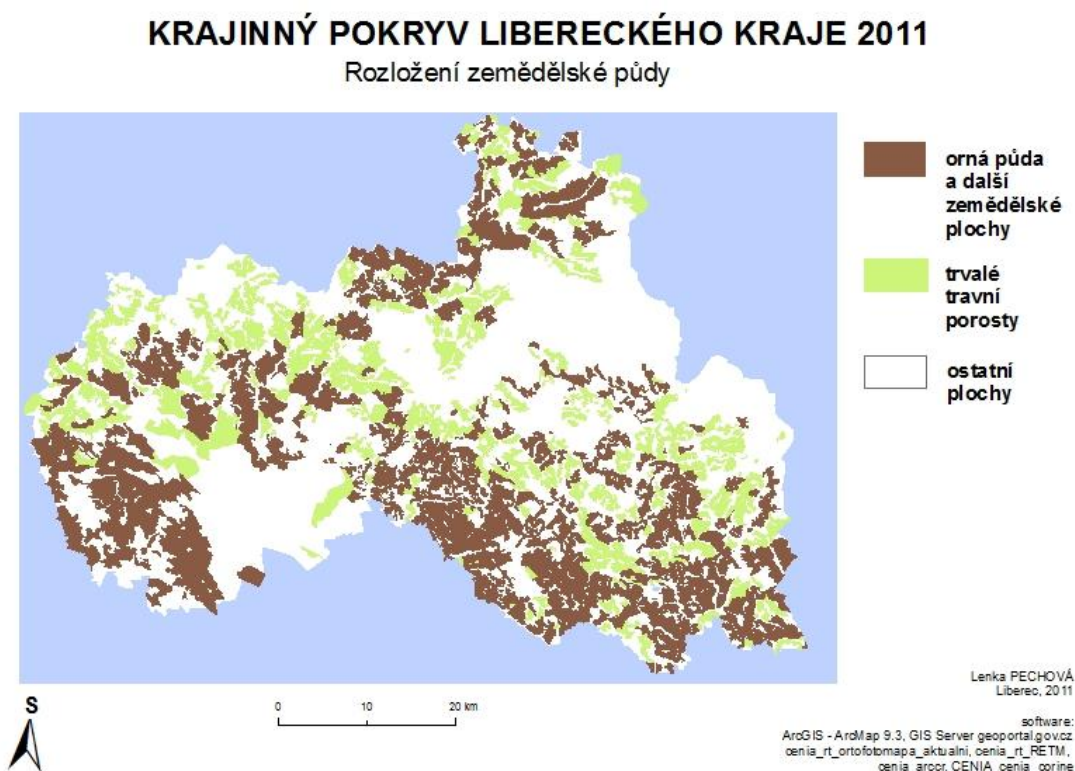 KRAJINNÝ POKRYV LIBERECKÉHO KRAJE 2011
Rozložení zemědělské půdy
orná půda
a další
zemědělské
plochy
trvalé
travní
porosty
ostatní
plochy
S
0 10 20 km
Lenka PECHOVÁ
Liberec, 2011
software:
ArcGIS - ArcMap 9.3, GIS Server geoportal.gov.cz
cenia_rt_ortofotomapa_aktualni, cenia_rt_RETM,
cenia_arccr, CENIA_cenia_corine